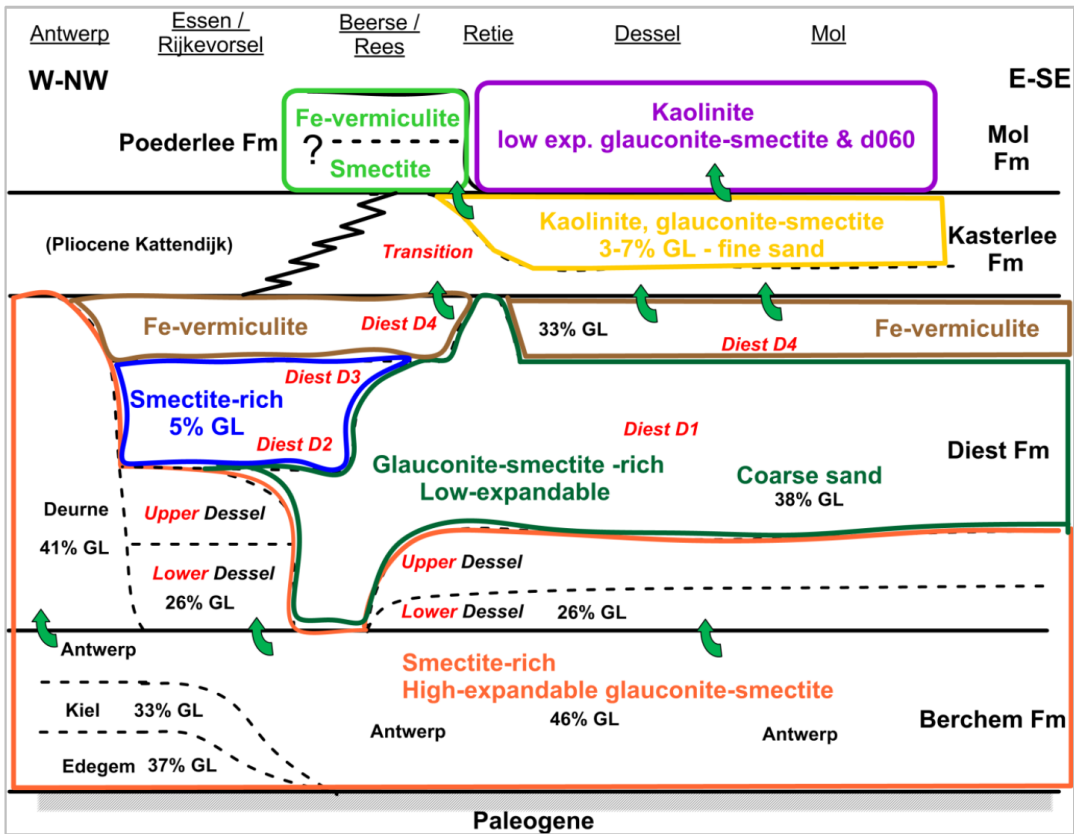 Antwerp
Essen /
Rijkevorsel
Beerse /
Rees
Retie
Dessel
Mol
W-NW
E-SE
Poederlee Fm
Fe-vermiculite
?
Smectite
Kaolinite
low exp. glauconite-smectite & d060
Mol
Fm
(Pliocene Kattendijk)
Transition
Kaolinite, glauconite-smectite
3-7% GL - fine sand
Kasterlee
Fm
Fe-vermiculite
Diest D4
33% GL
Diest D4
Fe-vermiculite
Diest D3
Smectite-rich
5% GL
Diest D2
Diest D1
Glauconite-smectite -rich
Low-expandable
Coarse sand
38% GL
Diest Fm
Deurne
41% GL
Upper Dessel
Lower Dessel
26% GL
Upper Dessel
Lower Dessel
26% GL
Antwerp
Kiel
33% GL
Edegem
37% GL
Smectite-rich
High-expandable glauconite-smectite
46% GL
Antwerp
Antwerp
Berchem Fm
Paleogene